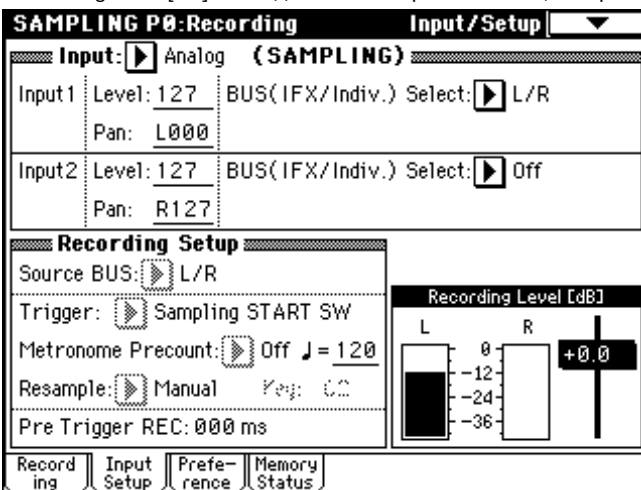 SAMPLING P0:Recording Input/Setup
Input: Analog (SAMPLING)
Input1 Level: 127 BUS(IFX/Indiv.) Select: L/R
Pan: L000
Input2 Level: 127 BUS(IFX/Indiv.) Select: Off
Pan: R127
Recording Setup
Source BUS: L/R
Trigger: Sampling START SW
Metronome Precount: Off ♩=120
Resample: Manual Key: C2
Pre Trigger REC: 000 ms
Recording Level [dB]
L R
0
-12
-24
-36
+0.0
Record
ing
Input
Setup
Prefe-
rence
Memory
Status